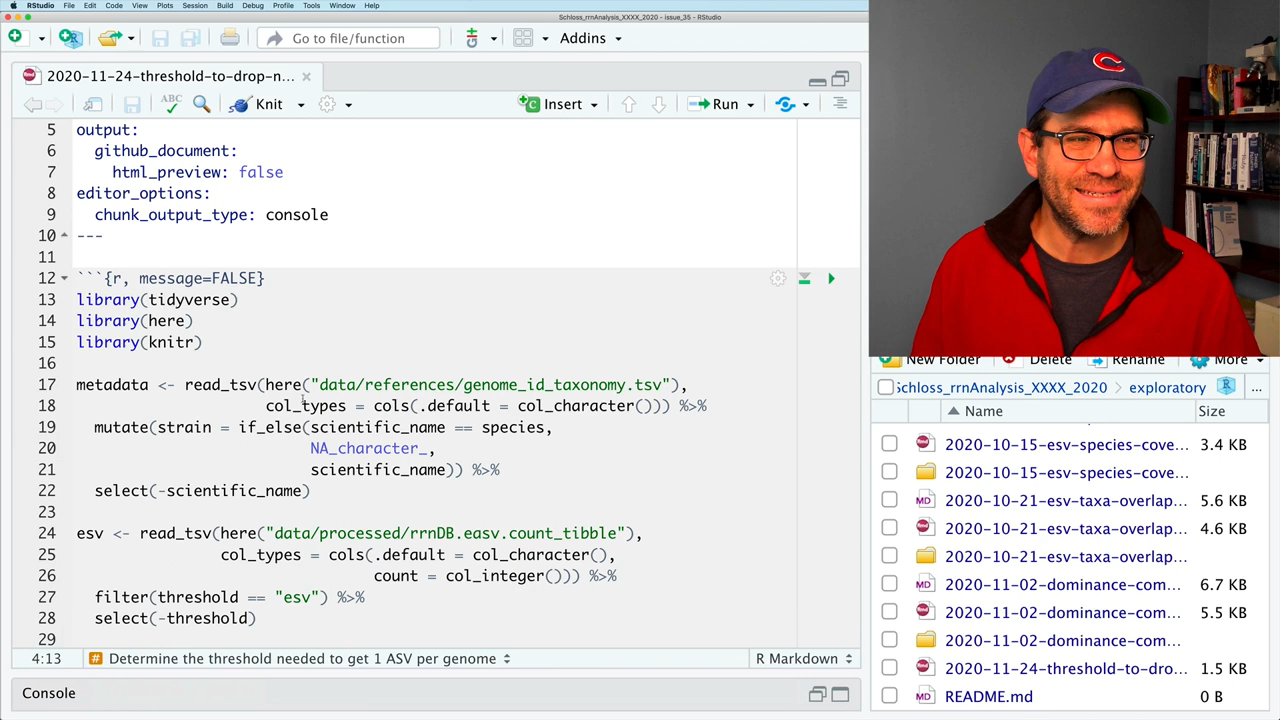 RStudio File Edit Code View Plots Session Build Debug Profile Tools Window Help
Schloss_rrnAnalysis_XXXX_2020 - issue_35 - RStudio
Go to file/function Addins
2020-11-24-threshold-to-drop-n...
ABC Knit Insert Run
5 output:
6 github_document:
7 html_preview: false
8 editor_options:
9 chunk_output_type: console
10 ---
11
12 ```{r, message=FALSE}
13 library(tidyverse)
14 library(here)
15 library(knitr)
16
17 metadata <- read_tsv(here("data/references/genome_id_taxonomy.tsv"),
18 col_types = cols(.default = col_character())) %>%
19 mutate(strain = if_else(scientific_name == species,
20 NA_character_,
21 scientific_name)) %>%
22 select(-scientific_name)
23
24 esv <- read_tsv(here("data/processed/rrnDB.easv.count_tibble"),
25 col_types = cols(.default = col_character(),
26 count = col_integer())) %>%
27 filter(threshold == "esv") %>%
28 select(-threshold)
29
4:13 # Determine the threshold needed to get 1 ASV per genome R Markdown
Console
C
New Folder Delete Rename More
Schloss_rrnAnalysis_XXXX_2020 exploratory R ...
Name Size
2020-10-15-esv-species-cove... 3.4 KB
2020-10-15-esv-species-cove...
MD 2020-10-21-esv-taxa-overlap... 5.6 KB
2020-10-21-esv-taxa-overlap... 4.6 KB
2020-10-21-esv-taxa-overlap...
MD 2020-11-02-dominance-com... 6.7 KB
2020-11-02-dominance-com... 5.5 KB
2020-11-02-dominance-com...
2020-11-24-threshold-to-dro... 1.5 KB
MD README.md 0 B